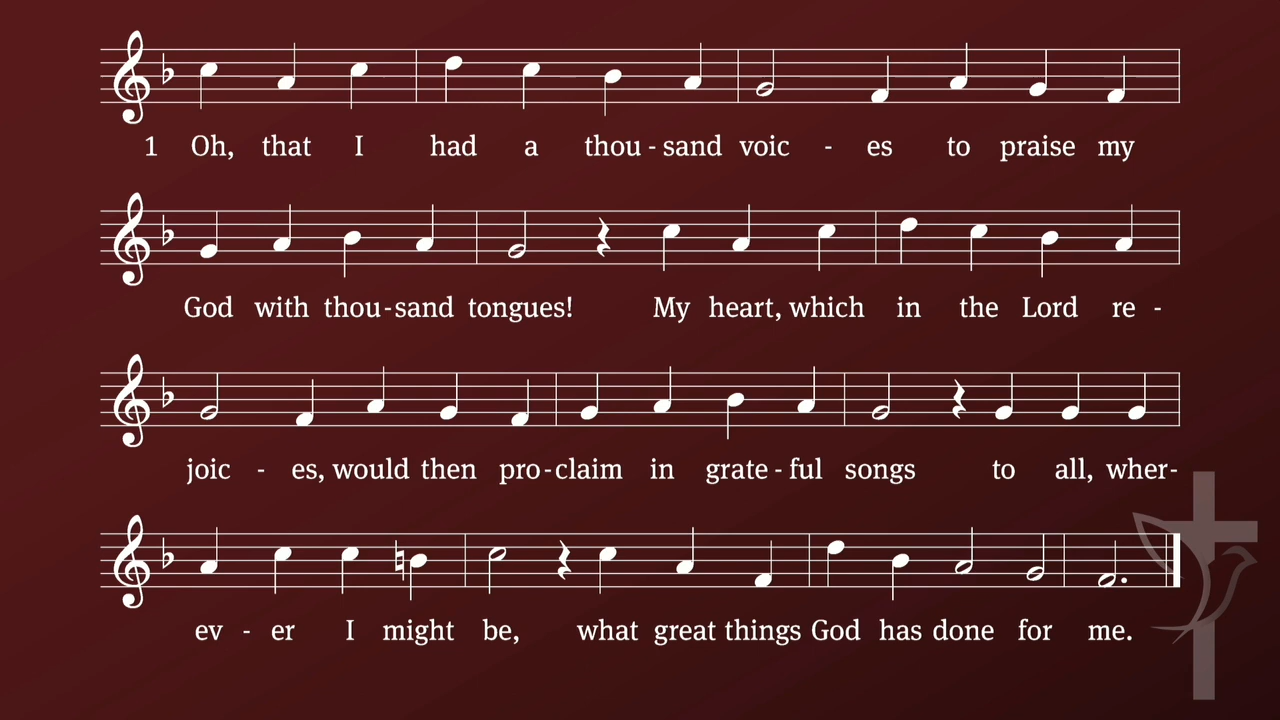 1 Oh, that I had a thou - sand voic - es to praise my
God with thou - sand tongues! My heart, which in the Lord re -
joic - es, would then pro - claim in grate - ful songs to all, wher -
ev - er I might be, what great things God has done for me.